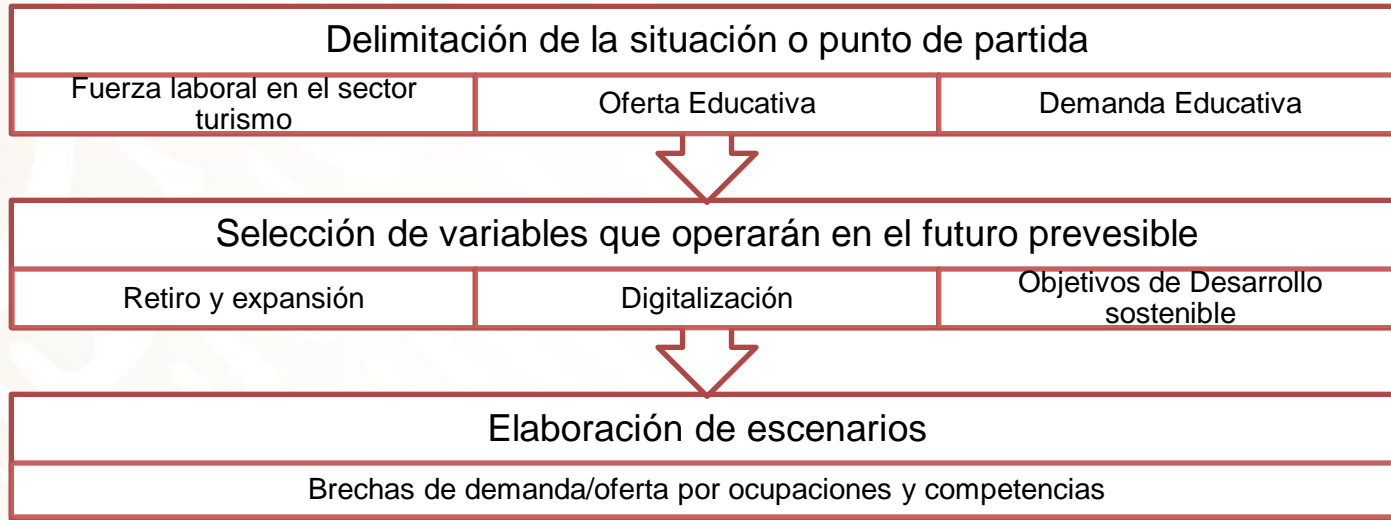 Delimitación de la situación o punto de partida
Fuerza laboral en el sector
turismo
Oferta Educativa
Demanda Educativa
Selección de variables que operarán en el futuro prevesible
Retiro y expansión
Digitalización
Objetivos de Desarrollo
sostenible
Elaboración de escenarios
Brechas de demanda/oferta por ocupaciones y competencias